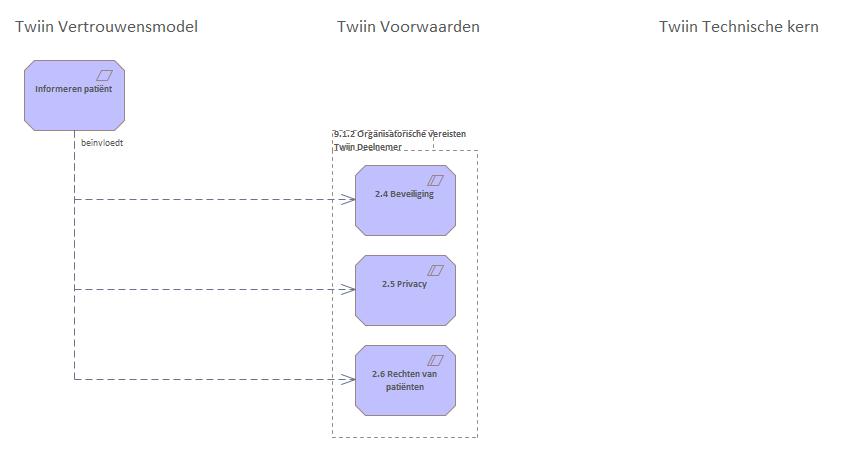 Twiin Vertrouwensmodel
Twiin Voorwaarden
Twiin Technische kern
Informeren patiënt
beïnvloedt
9.1.2 Organisatorische vereisten
Twiin Deelnemer
2.4 Beveiliging
2.5 Privacy
2.6 Rechten van
patiënten